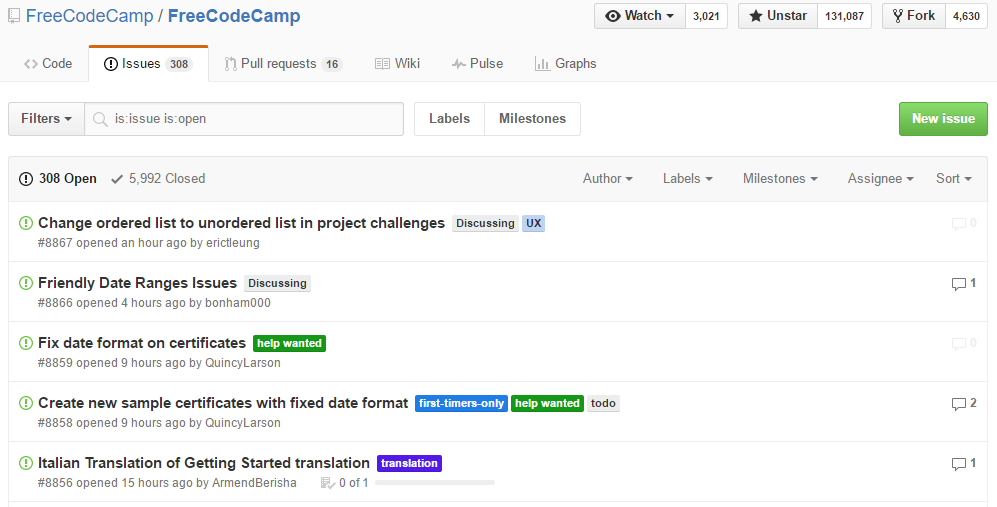 FreeCodeCamp / FreeCodeCamp Watch 3,021 Unstar 131,087 Fork 4,630
Code Issues 308 Pull requests 16 Wiki Pulse Graphs
Filters is:issue is:open Labels Milestones New issue
308 Open 5,992 Closed Author Labels Milestones Assignee Sort
Change ordered list to unordered list in project challenges Discussing UX 0
#8867 opened an hour ago by erictleung
Friendly Date Ranges Issues Discussing 1
#8866 opened 4 hours ago by bonham000
Fix date format on certificates help wanted 0
#8859 opened 9 hours ago by QuincyLarson
Create new sample certificates with fixed date format first-timers-only help wanted todo 2
#8858 opened 9 hours ago by QuincyLarson
Italian Translation of Getting Started translation translation 1
#8856 opened 15 hours ago by ArmendBerisha 0 of 1